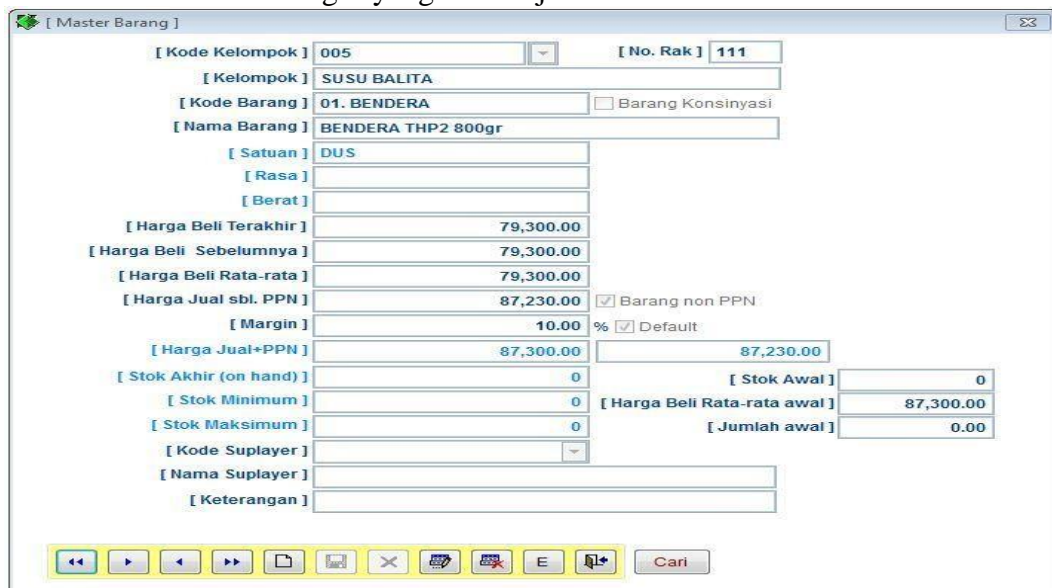 [ Master Barang ]
[ Kode Kelompok ] 005 [ No. Rak ] 111
[ Kelompok ] SUSU BALITA
[ Kode Barang ] 01. BENDERA Barang Konsinyasi
[ Nama Barang ] BENDERA THP2 800gr
[ Satuan ] DUS
[ Rasa ]
[ Berat ]
[ Harga Beli Terakhir ] 79,300.00
[ Harga Beli Sebelumnya ] 79,300.00
[ Harga Beli Rata-rata ] 79,300.00
[ Harga Jual sbl. PPN ] 87,230.00 Barang non PPN
[ Margin ] 10.00 % Default
[ Harga Jual+PPN ] 87,300.00 87,230.00
[ Stok Akhir (on hand) ] 0 [ Stok Awal ] 0
[ Stok Minimum ] 0 [ Harga Beli Rata-rata awal ] 87,300.00
[ Stok Maksimum ] 0 [ Jumlah awal ] 0.00
[ Kode Suplayer ]
[ Nama Suplayer ]
[ Keterangan ]
E Cari